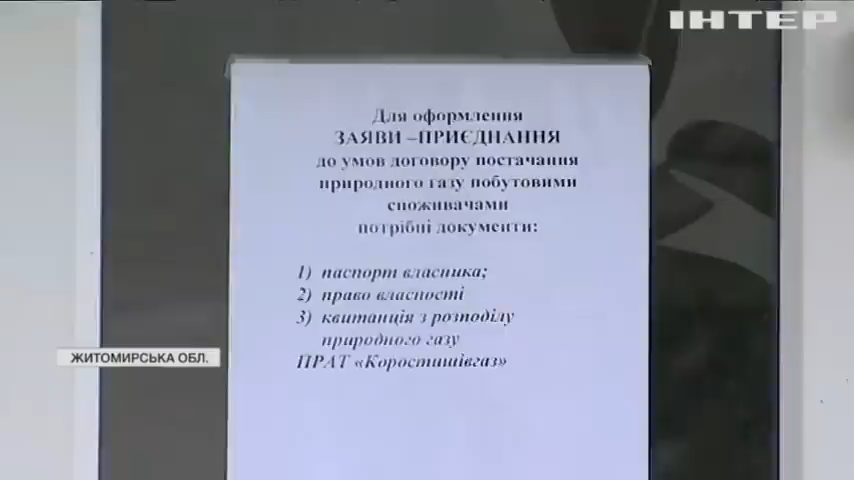 ІНТЕР
Для оформлення
ЗАЯВИ –ПРИЄДНАННЯ
до умов договору постачання
природного газу побутовими
споживачами
потрібні документи:
1) паспорт власника;
2) право власності
3) квитанція з розподілу
природного газу
ПРАТ «Коростишівгаз»
ЖИТОМИРСЬКА ОБЛ.